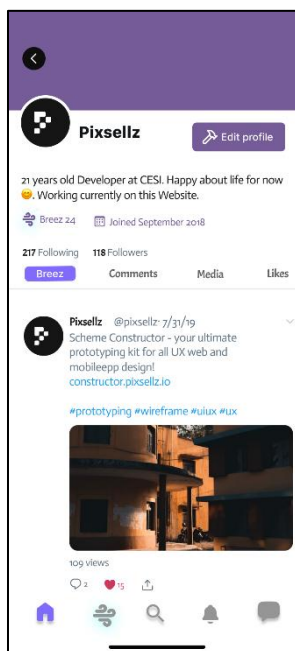 Pixsellz
Edit profile
21 years old Developer at CESI. Happy about life for now
😊. Working currently on this Website.
Breez 24 Joined September 2018
217 Following 118 Followers
Breez Comments Media Likes
Pixsellz @pixsellz· 7/31/19
Scheme Constructor - your ultimate
prototyping kit for all UX web and
mobileepp design!
constructor.pixsellz.io
#prototyping #wireframe #uiux #ux
109 views
2 15